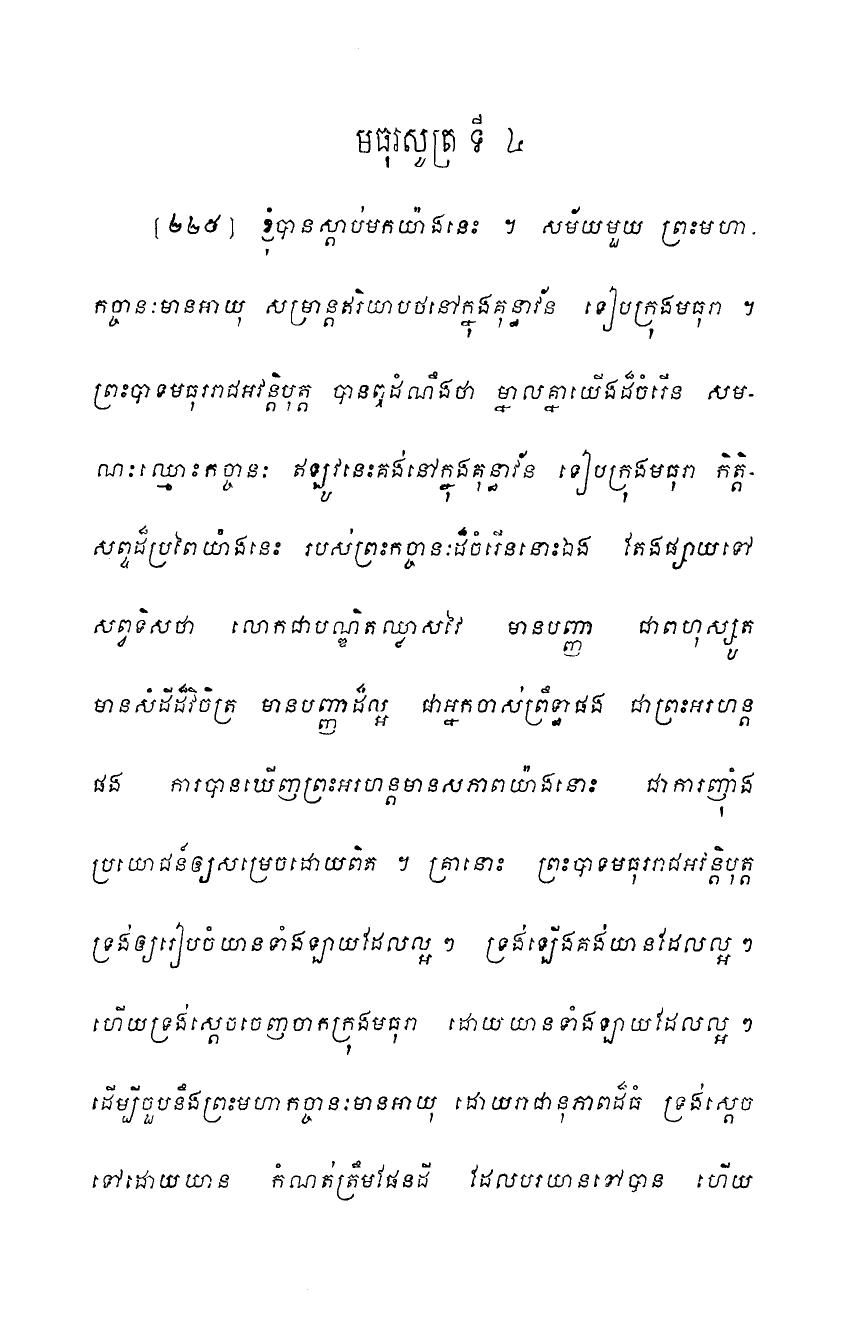 មធុរសូត្រ ទី ៤
[២២៥] ខ្ញុំបានស្តាប់មកយ៉ាងនេះ ។ សម័យមួយ ព្រះមហា-
កច្ចានៈមានអាយុ សម្រាន្តឥរិយាបថនៅក្នុងគុន្ធាវ័ន ទៀបក្រុងមធុរា ។
ព្រះបាទមធុររាជអវន្តិបុត្ត បានឮដំណឹងថា ម្នាលគ្នាយើងដ៏ចំរើន សម-
ណៈឈ្មោះកច្ចានៈ ឥឡូវនេះគង់នៅក្នុងគុន្ធាវ័ន ទៀបក្រុងមធុរា កិត្តិ-
សព្ទដ៏ប្រពៃយ៉ាងនេះ របស់ព្រះកច្ចានៈដ៏ចំរើននោះឯង តែងផ្សាយទៅ
សព្វទិសថា លោកជាបណ្ឌិតឈ្លាសវៃ មានបញ្ញា ជាពហុស្សូត
មានសំដីដ៏វិចិត្រ មានបញ្ញាដ៏ល្អ ជាអ្នកចាស់ព្រឹទ្ធាផង ជាព្រះអរហន្ត
ផង ការបានឃើញព្រះអរហន្តមានសភាពយ៉ាងនោះ ជាការញ៉ាំង
ប្រយោជន៍ឲ្យសម្រេចដោយពិត ។ គ្រានោះ ព្រះបាទមធុររាជអវន្តិបុត្ត
ទ្រង់ឲ្យរៀបចំយានទាំងឡាយដែលល្អ ៗ ទ្រង់ឡើងគង់យានដែលល្អ ៗ
ហើយទ្រង់ស្តេចចេញចាកក្រុងមធុរា ដោយយានទាំងឡាយដែលល្អ ៗ
ដើម្បីចួបនឹងព្រះមហាកច្ចានៈមានអាយុ ដោយរាជានុភាពដ៏ធំ ទ្រង់ស្តេច
ទៅដោយយាន កំណត់ត្រឹមផែនដី ដែលបរយានទៅបាន ហើយ